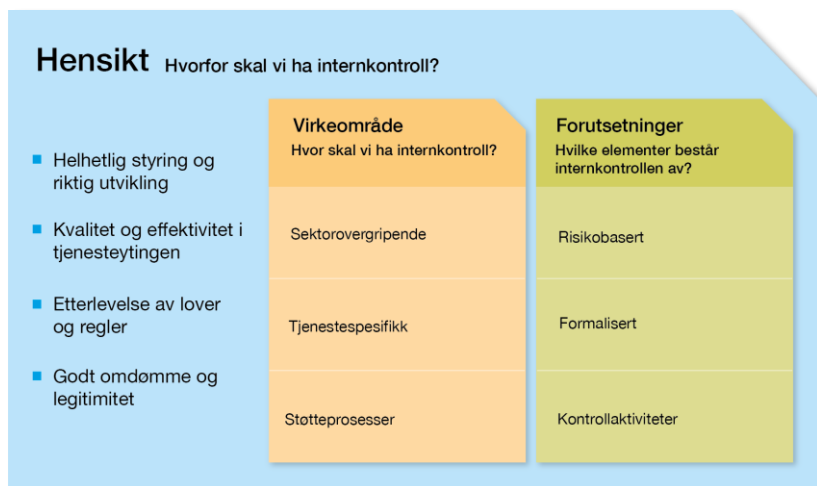 Hensikt Hvorfor skal vi ha internkontroll?
Helhetlig styring og
riktig utvikling
Kvalitet og effektivitet i
tjenesteytingen
Etterlevelse av lover
og regler
Godt omdømme og
legitimitet
Virkeområde
Hvor skal vi ha internkontroll?
Sektorovergripende
Tjenestespesifikk
Støtteprosesser
Forutsetninger
Hvilke elementer består
internkontrollen av?
Risikobasert
Formalisert
Kontrollaktiviteter